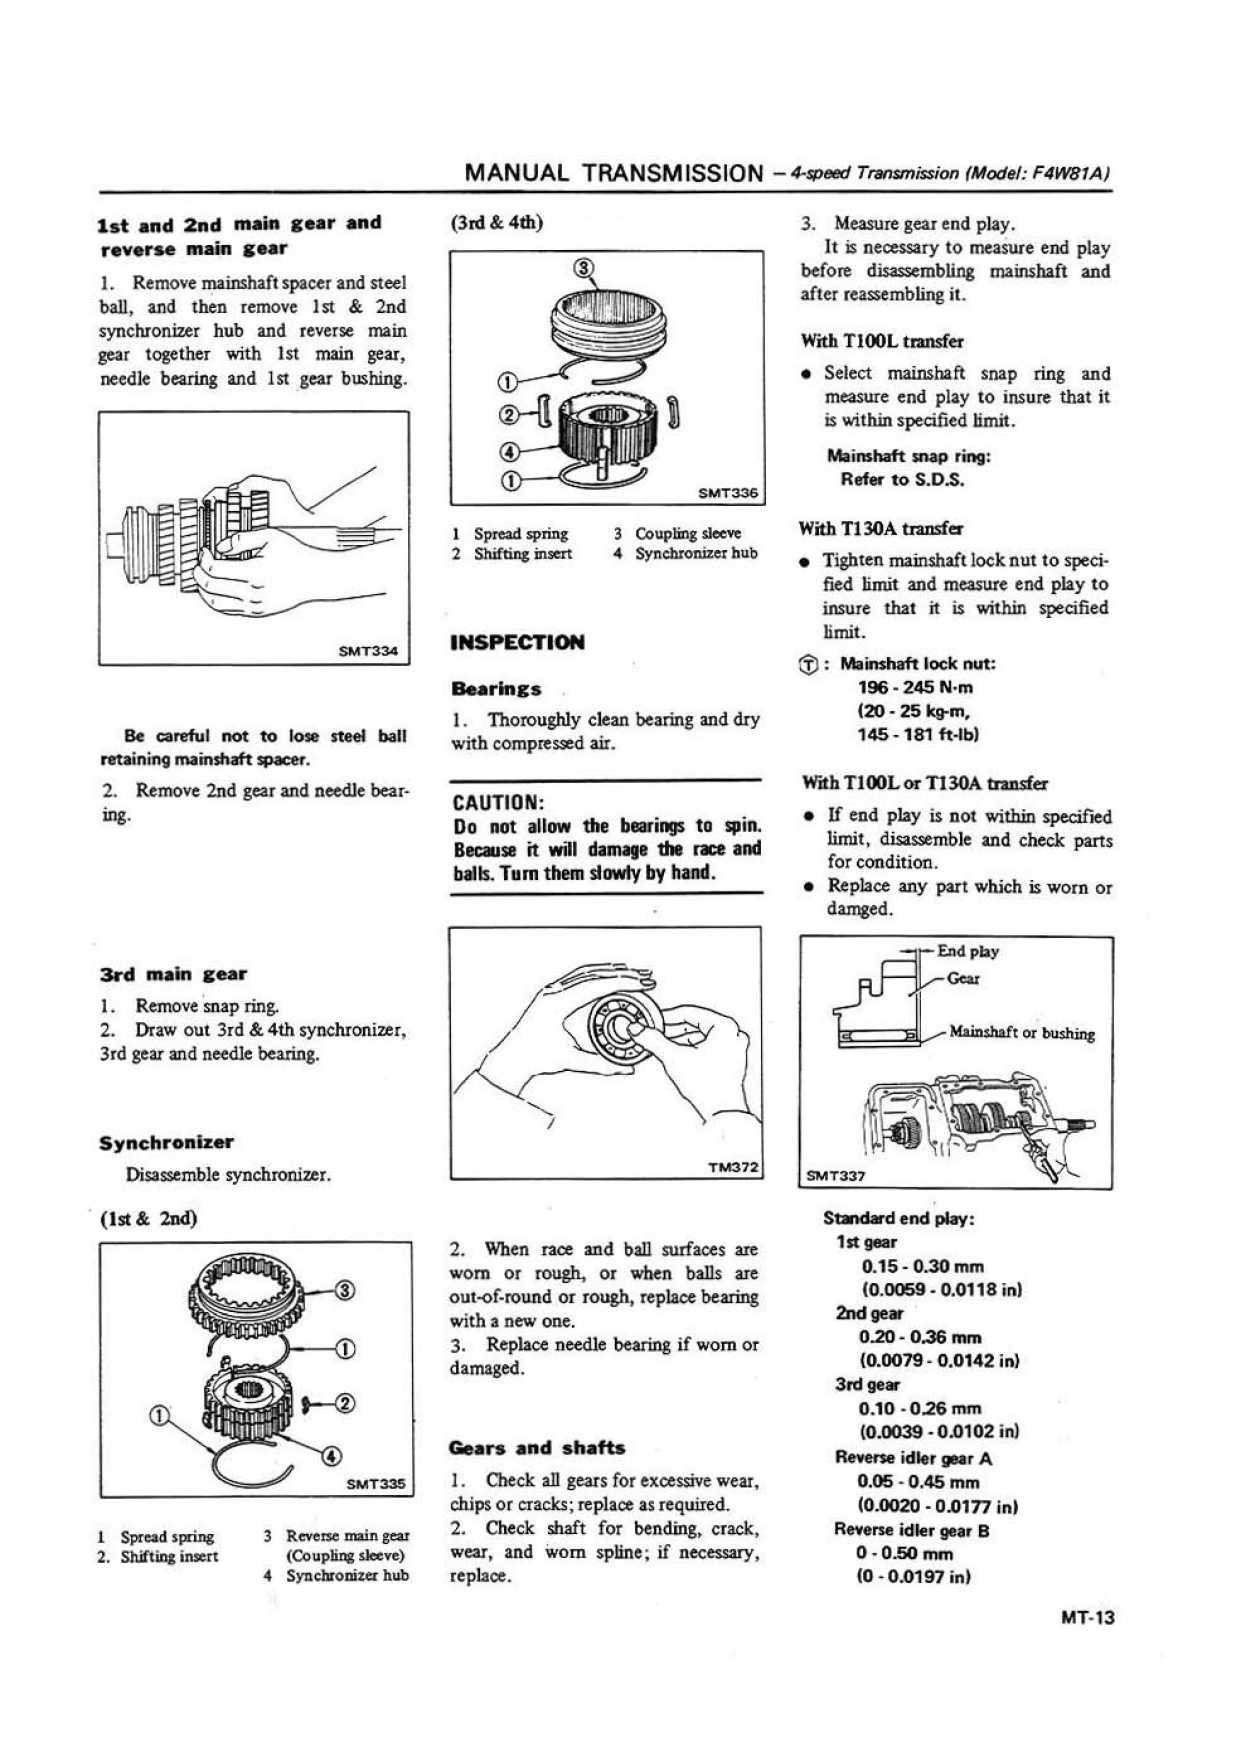 MANUAL TRANSMISSION – 4-speed Transmission (Model: F4W81A)
1st and 2nd main gear and
reverse main gear
1. Remove mainshaft spacer and steel
ball, and then remove 1st & 2nd
synchronizer hub and reverse main
gear together with 1st main gear,
needle bearing and 1st gear bushing.
SMT334
Be careful not to lose steel ball
retaining mainshaft spacer.
2. Remove 2nd gear and needle bear-
ing.
3rd main gear
1. Remove snap ring.
2. Draw out 3rd & 4th synchronizer,
3rd gear and needle bearing.
Synchronizer
Disassemble synchronizer.
(1st & 2nd)
3
1
2
1
4
SMT335
1 Spread spring
2. Shifting insert
3 Reverse main gear
(Coupling sleeve)
4 Synchronizer hub
(3rd & 4th)
3
1
2
4
1
SMT336
1 Spread spring
2 Shifting insert
3 Coupling sleeve
4 Synchronizer hub
INSPECTION
Bearings
1. Thoroughly clean bearing and dry
with compressed air.
CAUTION:
Do not allow the bearings to spin.
Because it will damage the race and
balls. Turn them slowly by hand.
TM372
2. When race and ball surfaces are
worn or rough, or when balls are
out-of-round or rough, replace bearing
with a new one.
3. Replace needle bearing if worn or
damaged.
Gears and shafts
1. Check all gears for excessive wear,
chips or cracks; replace as required.
2. Check shaft for bending, crack,
wear, and worn spline; if necessary,
replace.
3. Measure gear end play.
It is necessary to measure end play
before disassembling mainshaft and
after reassembling it.
With T100L transfer
● Select mainshaft snap ring and
measure end play to insure that it
is within specified limit.
Mainshaft snap ring:
Refer to S.D.S.
With T130A transfer
● Tighten mainshaft lock nut to speci-
fied limit and measure end play to
insure that it is within specified
limit.
Ⓣ : Mainshaft lock nut:
196 - 245 N·m
(20 - 25 kg-m,
145 - 181 ft-lb)
With T100L or T130A transfer
● If end play is not within specified
limit, disassemble and check parts
for condition.
● Replace any part which is worn or
damged.
End play
Gear
Mainshaft or bushing
SMT337
Standard end play:
1st gear
0.15 - 0.30 mm
(0.0059 - 0.0118 in)
2nd gear
0.20 - 0.36 mm
(0.0079 - 0.0142 in)
3rd gear
0.10 - 0.26 mm
(0.0039 - 0.0102 in)
Reverse idler gear A
0.05 - 0.45 mm
(0.0020 - 0.0177 in)
Reverse idler gear B
0 - 0.50 mm
(0 - 0.0197 in)
MT-13